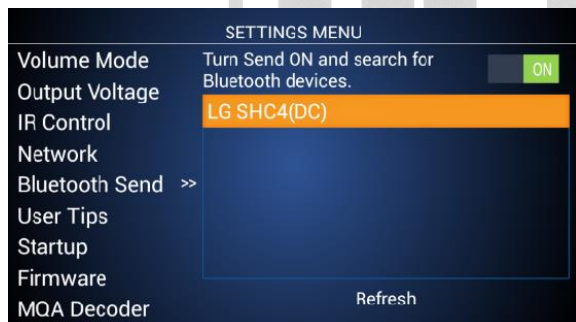 SETTINGS MENU
Volume Mode
Output Voltage
IR Control
Network
Bluetooth Send >>
User Tips
Startup
Firmware
MQA Decoder
Turn Send ON and search for
Bluetooth devices.
ON
LG SHC4(DC)
Refresh